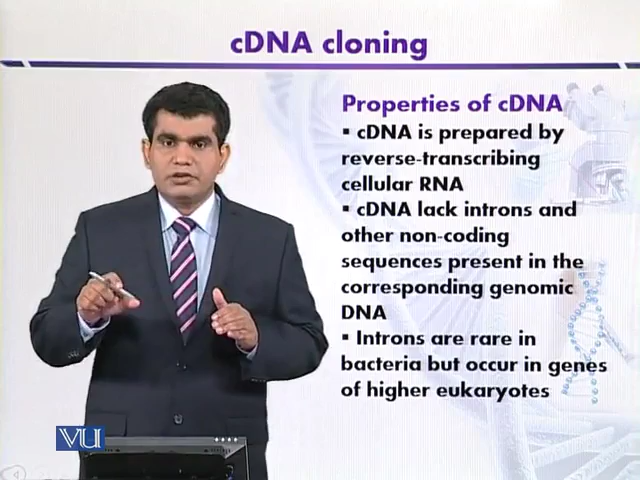 cDNA cloning
Properties of cDNA
▪ cDNA is prepared by
reverse-transcribing
cellular RNA
▪ cDNA lack introns and
other non-coding
sequences present in the
corresponding genomic
DNA
▪ Introns are rare in
bacteria but occur in genes
of higher eukaryotes
VU